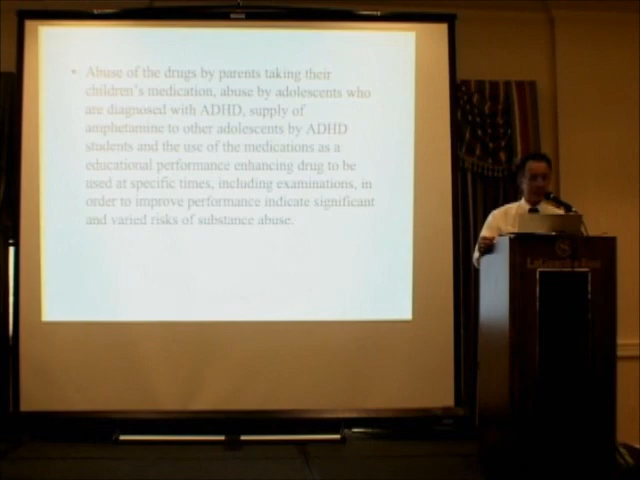 • Abuse of the drugs by parents taking their
children's medication, abuse by adolescents who
are diagnosed with ADHD, supply of
amphetamine to other adolescents by ADHD
students and the use of the medications as a
educational performance enhancing drug to be
used at specific times, including examinations, in
order to improve performance indicate significant
and varied risks of substance abuse.